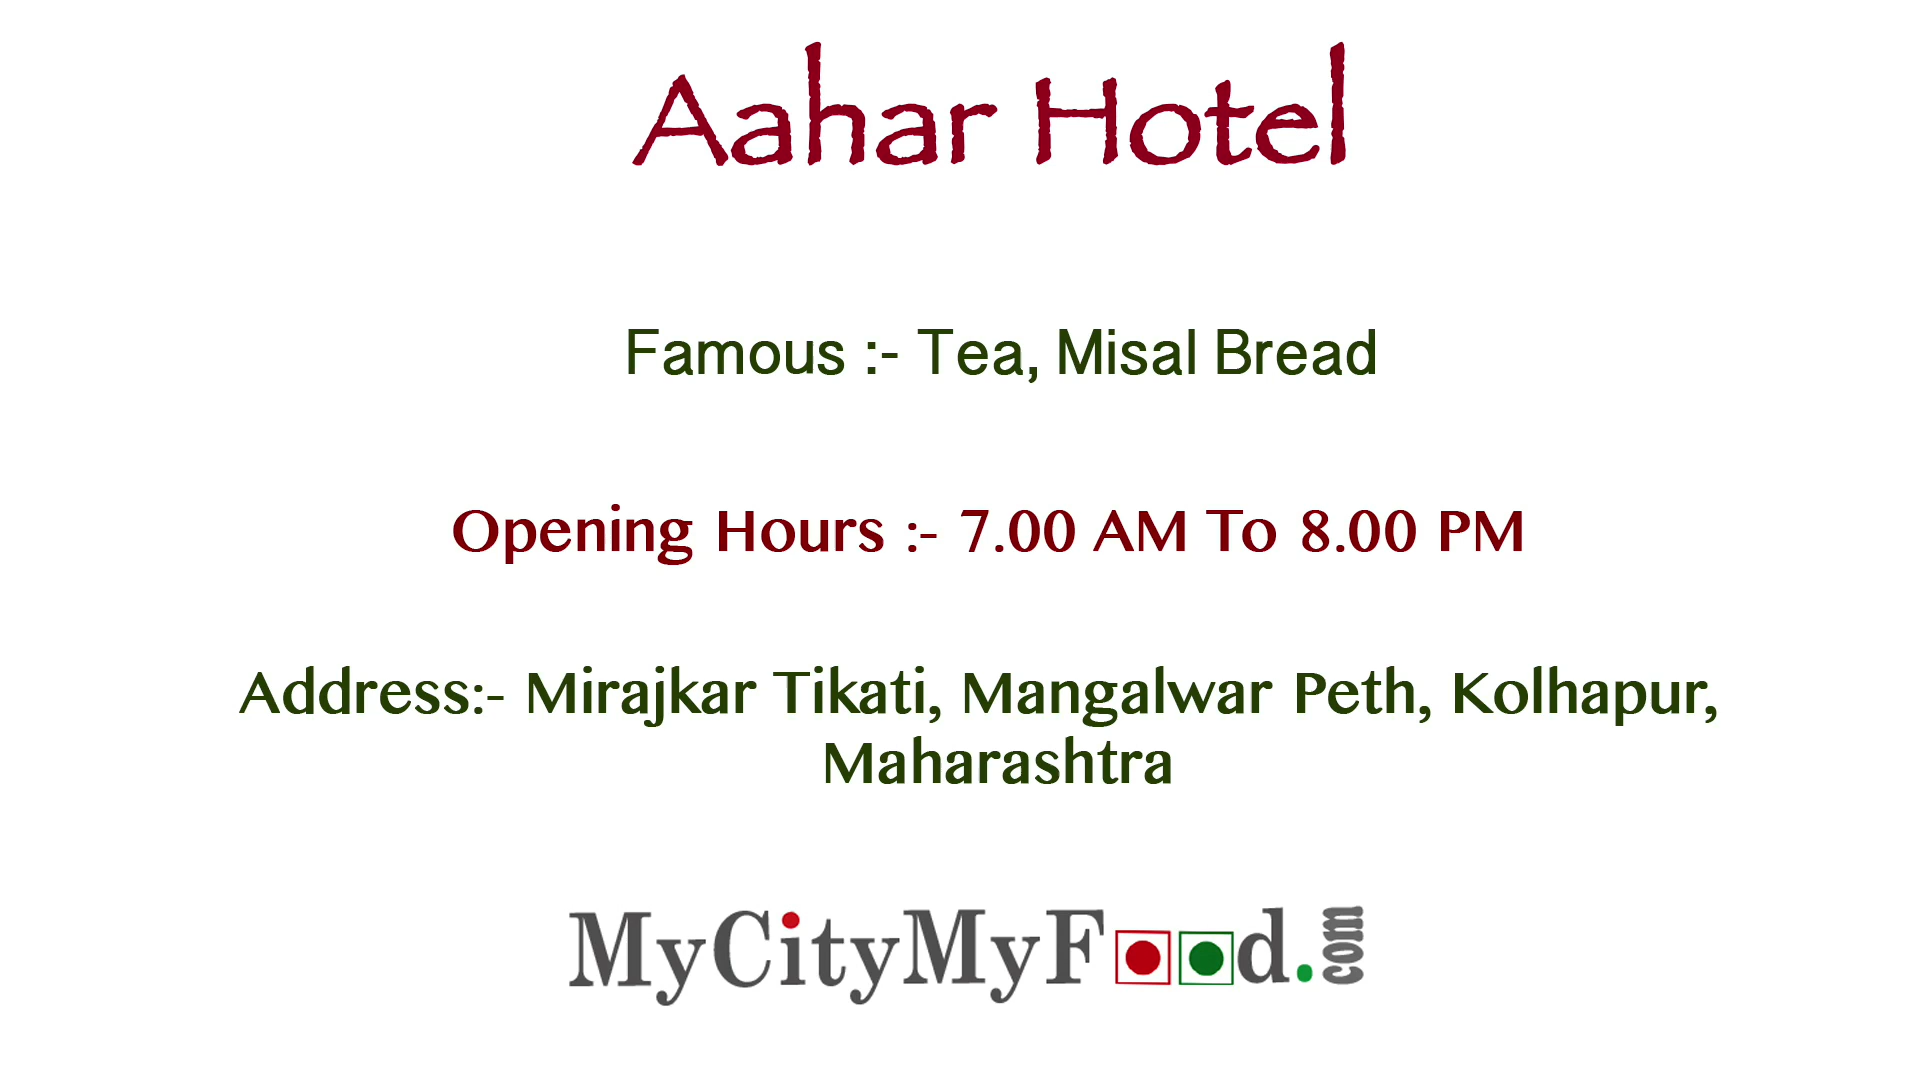 Aahar Hotel
Famous :- Tea, Misal Bread
Opening Hours :- 7.00 AM To 8.00 PM
Address:- Mirajkar Tikati, Mangalwar Peth, Kolhapur,
Maharashtra
MyCityMyFood.com